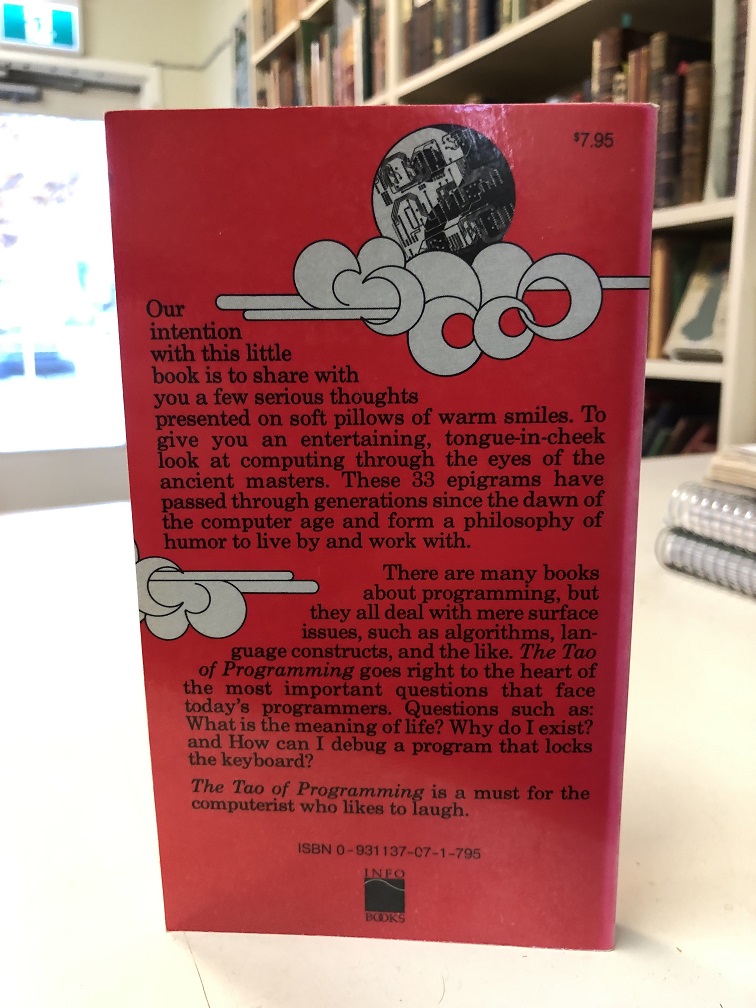 $7.95
Our
intention
with this little
book is to share with
you a few serious thoughts
presented on soft pillows of warm smiles. To
give you an entertaining, tongue-in-cheek
look at computing through the eyes of the
ancient masters. These 33 epigrams have
passed through generations since the dawn of
the computer age and form a philosophy of
humor to live by and work with.
There are many books
about programming, but
they all deal with mere surface
issues, such as algorithms, lan-
guage constructs, and the like. The Tao
of Programming goes right to the heart of
the most important questions that face
today's programmers. Questions such as:
What is the meaning of life? Why do I exist?
and How can I debug a program that locks
the keyboard?
The Tao of Programming is a must for the
computerist who likes to laugh.
ISBN 0-931137-07-1-795
INFO
BOOKS